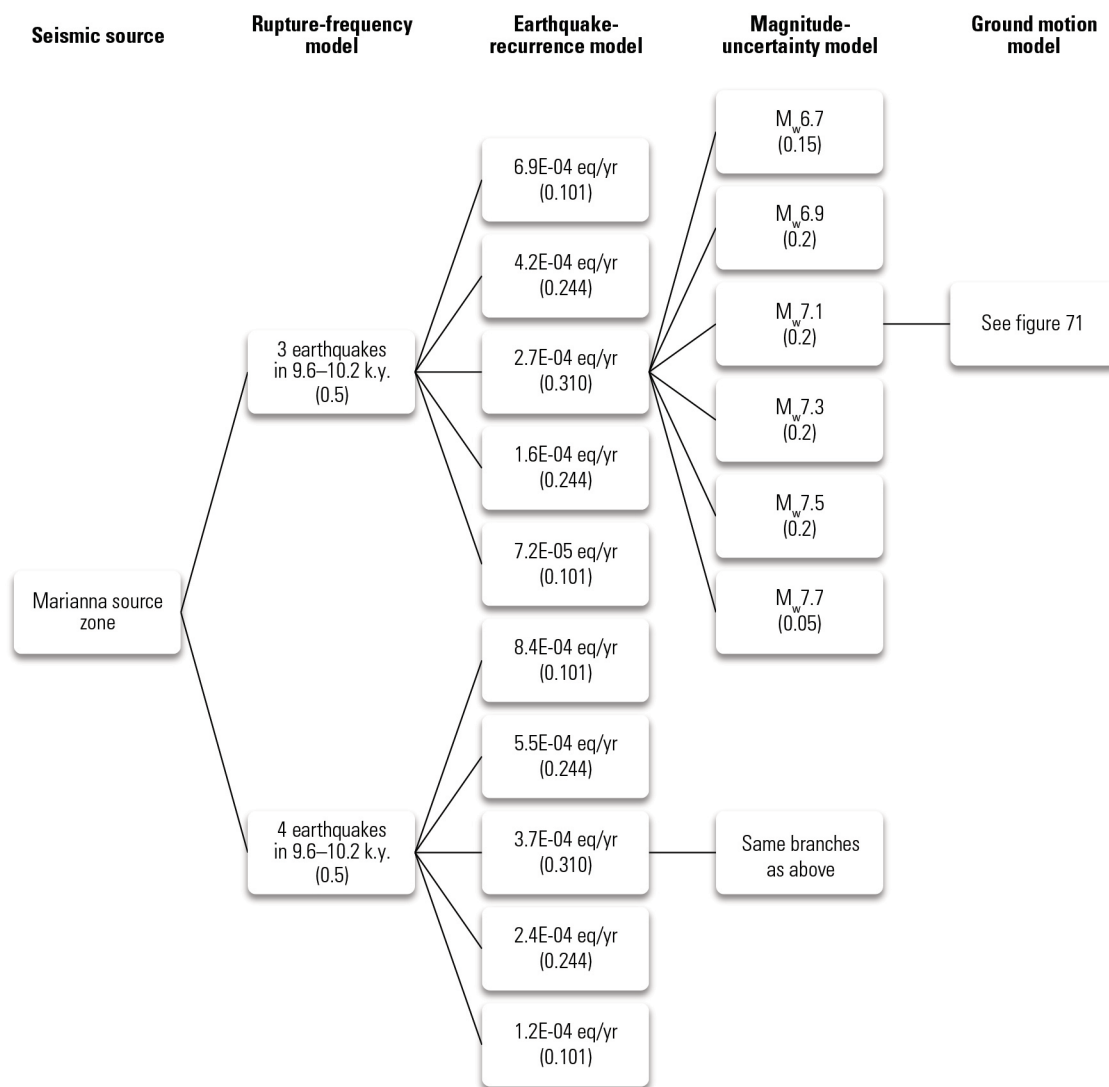 Seismic source
Rupture-frequency
model
Earthquake-
recurrence model
Magnitude-
uncertainty model
Ground motion
model
Marianna source
zone
3 earthquakes
in 9.6–10.2 k.y.
(0.5)
4 earthquakes
in 9.6–10.2 k.y.
(0.5)
6.9E-04 eq/yr
(0.101)
4.2E-04 eq/yr
(0.244)
2.7E-04 eq/yr
(0.310)
1.6E-04 eq/yr
(0.244)
7.2E-05 eq/yr
(0.101)
8.4E-04 eq/yr
(0.101)
5.5E-04 eq/yr
(0.244)
3.7E-04 eq/yr
(0.310)
2.4E-04 eq/yr
(0.244)
1.2E-04 eq/yr
(0.101)
Mw6.7
(0.15)
Mw6.9
(0.2)
Mw7.1
(0.2)
Mw7.3
(0.2)
Mw7.5
(0.2)
Mw7.7
(0.05)
Same branches
as above
See figure 71